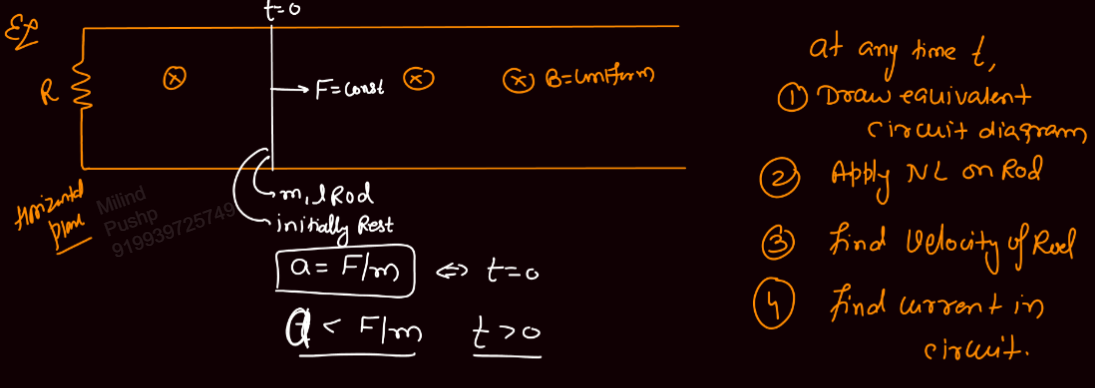 Ex
t=0
R
⊗
→ F = Const
⊗
⊗ B = Uniform
Horizontal
plane
Milind
Pushp
919939725749
m, l Rod
initially Rest
a = F/m ⇔ t=0
a < F/m t>0
at any time t,
① Draw equivalent
circuit diagram
② Apply NL on Rod
③ find Velocity of Rod
④ find current in
circuit.